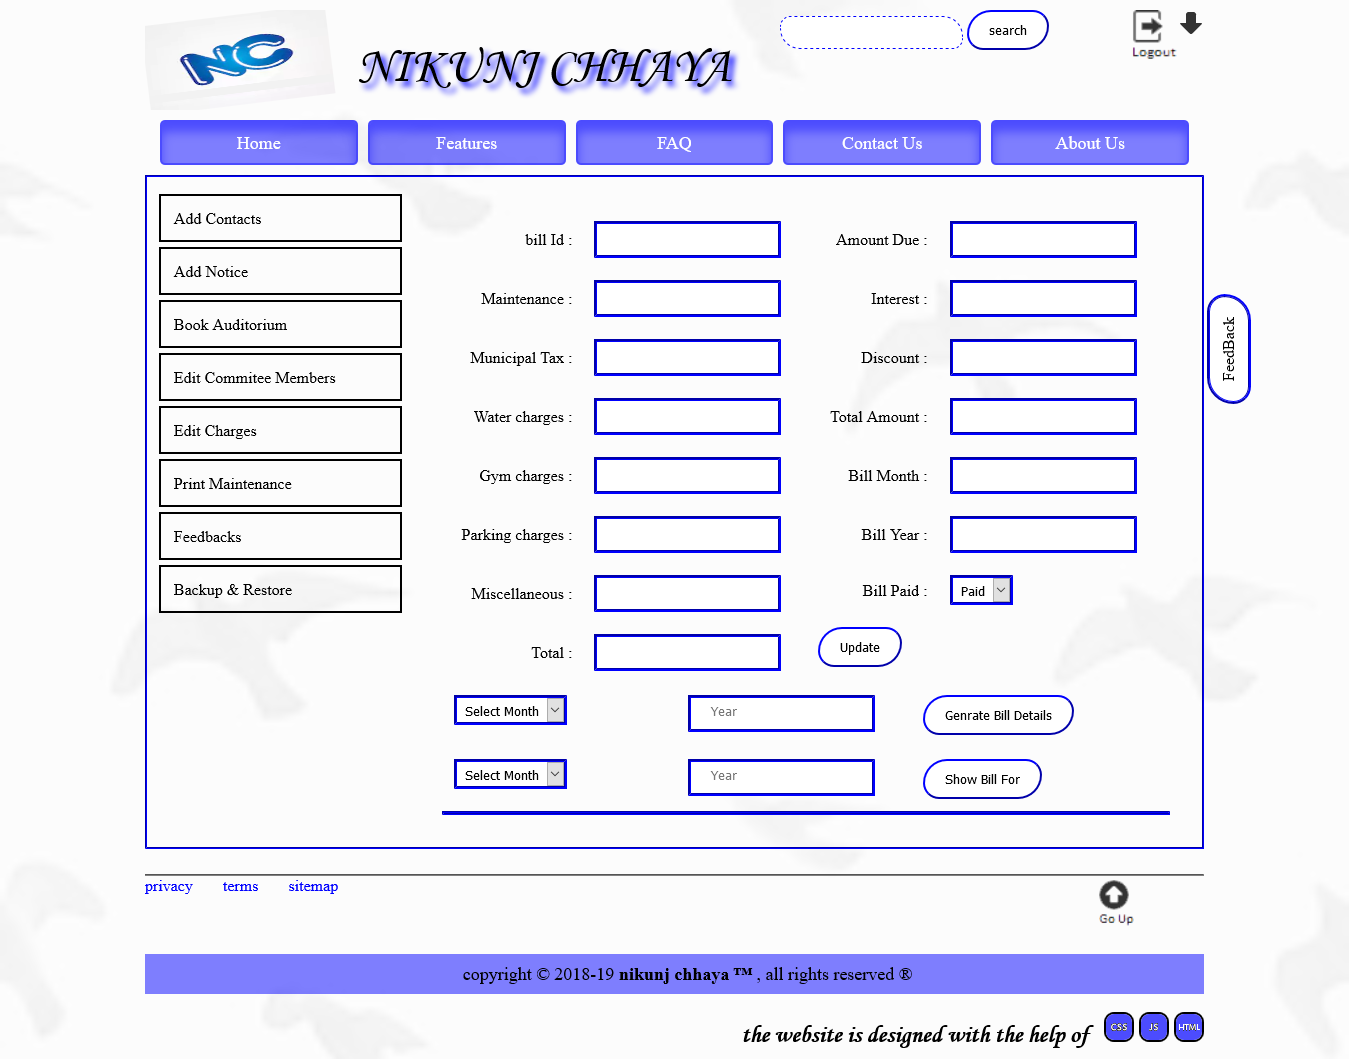 NC
NIKUNJ CHHAYA
search
Logout
Home
Features
FAQ
Contact Us
About Us
Add Contacts
Add Notice
Book Auditorium
Edit Commitee Members
Edit Charges
Print Maintenance
Feedbacks
Backup & Restore
bill Id :
Amount Due :
Maintenance :
Interest :
Municipal Tax :
Discount :
Water charges :
Total Amount :
Gym charges :
Bill Month :
Parking charges :
Bill Year :
Miscellaneous :
Bill Paid :
Paid
Total :
Update
Select Month
Year
Genrate Bill Details
Select Month
Year
Show Bill For
FeedBack
privacy
terms
sitemap
Go Up
copyright © 2018-19 nikunj chhaya ™ , all rights reserved ®
the website is designed with the help of
CSS
JS
HTML